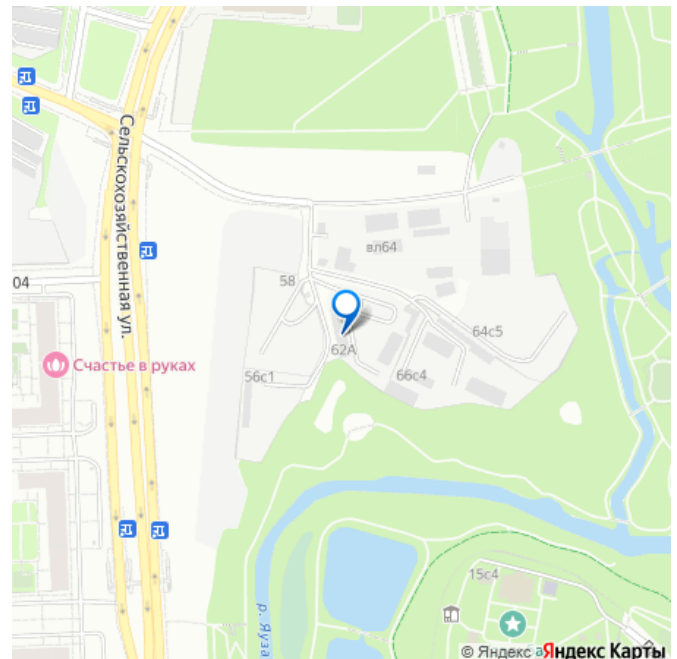 Сельскохозяйственная ул.
04
Счастье в руках
58
вл64
62А
64с5
56с1
66с4
р. Яуза
15с4
© Яндекс Яндекс Карты